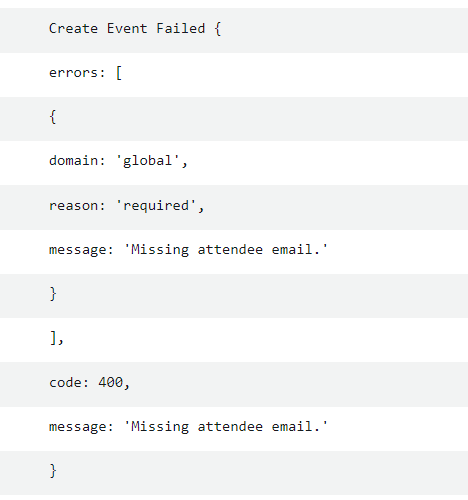 Create Event Failed {
errors: [
{
domain: 'global',
reason: 'required',
message: 'Missing attendee email.'
}
],
code: 400,
message: 'Missing attendee email.'
}